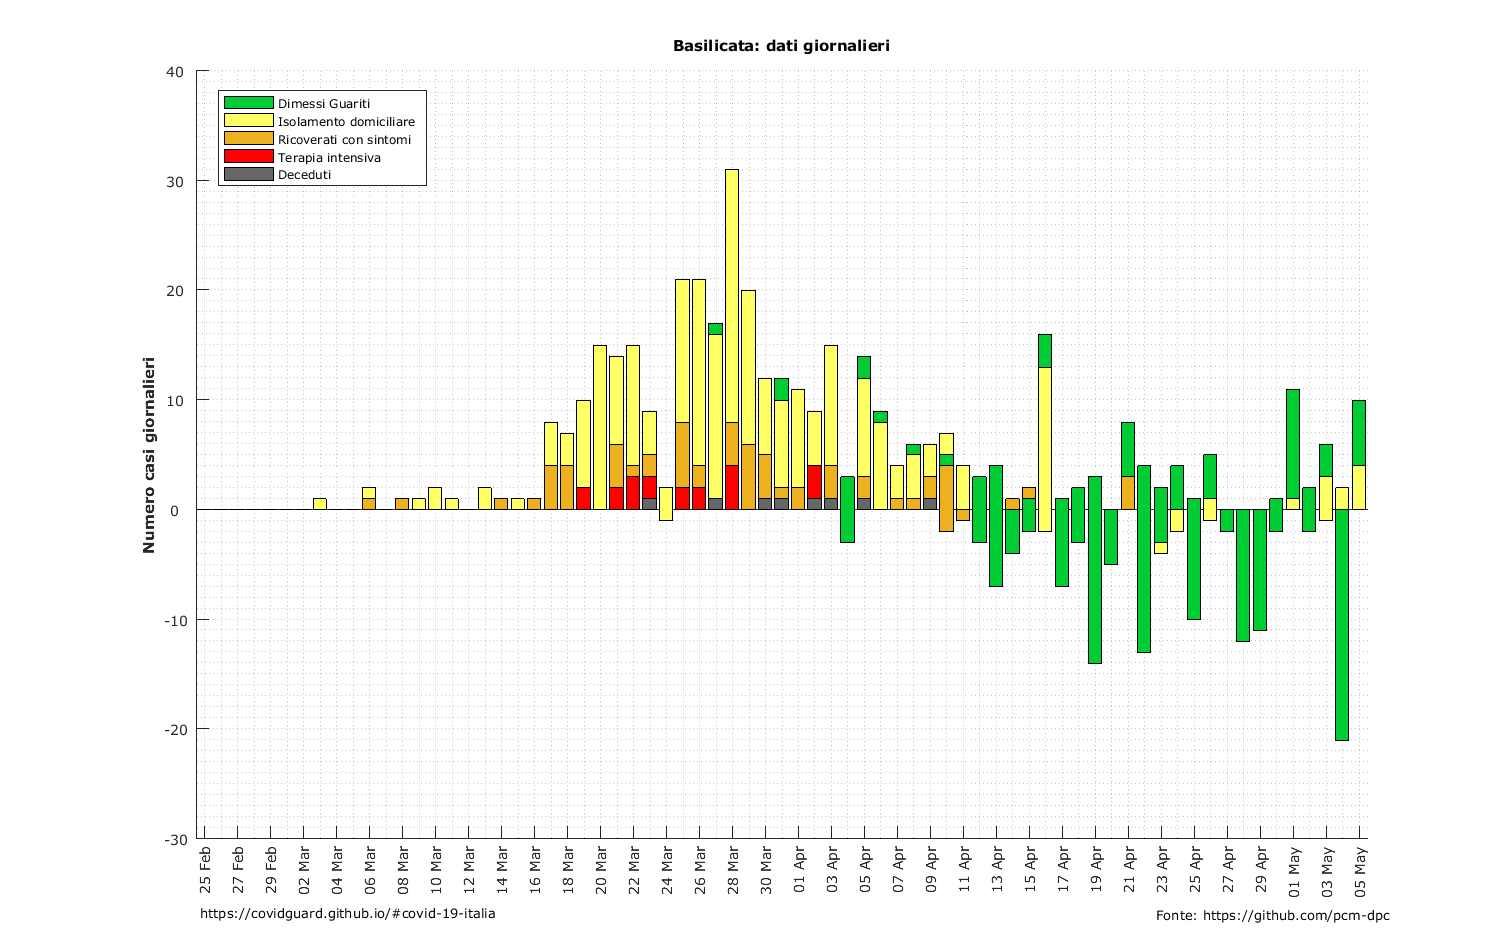 Basilicata: dati giornalieri
40
30
20
10
0
-10
-20
-30
Numero casi giornalieri
Dimessi Guariti
Isolamento domiciliare
Ricoverati con sintomi
Terapia intensiva
Deceduti
25 Feb
27 Feb
29 Feb
02 Mar
04 Mar
06 Mar
08 Mar
10 Mar
12 Mar
14 Mar
16 Mar
18 Mar
20 Mar
22 Mar
24 Mar
26 Mar
28 Mar
30 Mar
01 Apr
03 Apr
05 Apr
07 Apr
09 Apr
11 Apr
13 Apr
15 Apr
17 Apr
19 Apr
21 Apr
23 Apr
25 Apr
27 Apr
29 Apr
01 May
03 May
05 May
https://covidguard.github.io/#covid-19-italia
Fonte: https://github.com/pcm-dpc